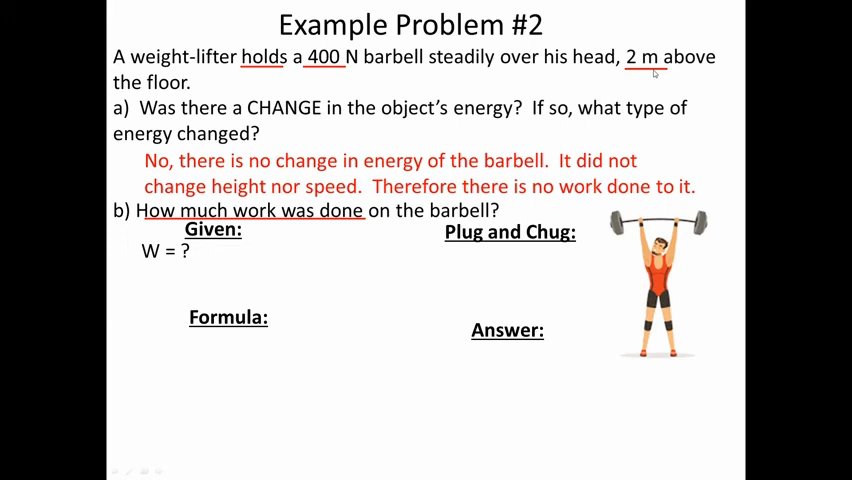 Example Problem #2
A weight-lifter holds a 400 N barbell steadily over his head, 2 m above
the floor.
a) Was there a CHANGE in the object's energy? If so, what type of
energy changed?
No, there is no change in energy of the barbell. It did not
change height nor speed. Therefore there is no work done to it.
b) How much work was done on the barbell?
Given:
W = ?
Formula:
Plug and Chug:
Answer: